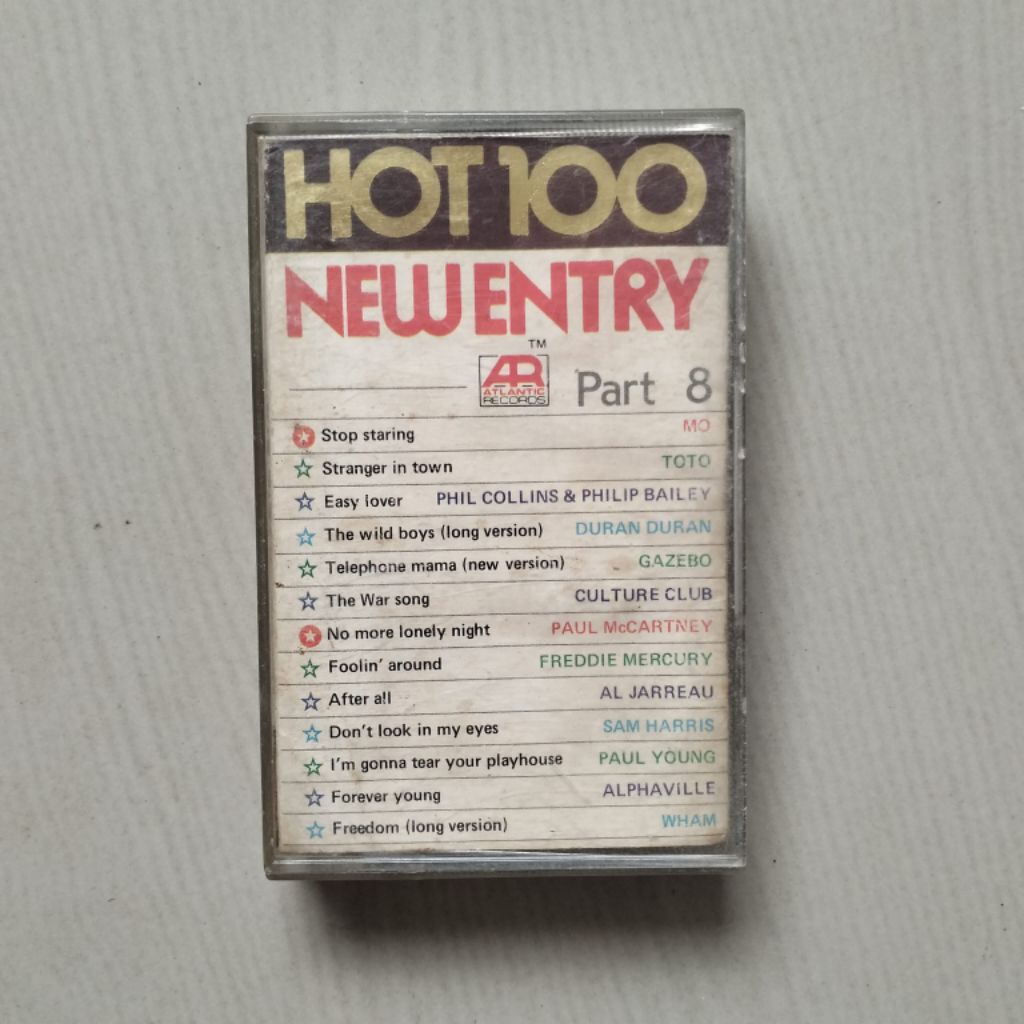 HOT 100
NEW ENTRY
TM
AR
ATLANTIC
RECORDS
Part 8
Stop staring MO
Stranger in town TOTO
Easy lover PHIL COLLINS & PHILIP BAILEY
The wild boys (long version) DURAN DURAN
Telephone mama (new version) GAZEBO
The War song CULTURE CLUB
No more lonely night PAUL McCARTNEY
Foolin' around FREDDIE MERCURY
After all AL JARREAU
Don't look in my eyes SAM HARRIS
I'm gonna tear your playhouse PAUL YOUNG
Forever young ALPHAVILLE
Freedom (long version) WHAM